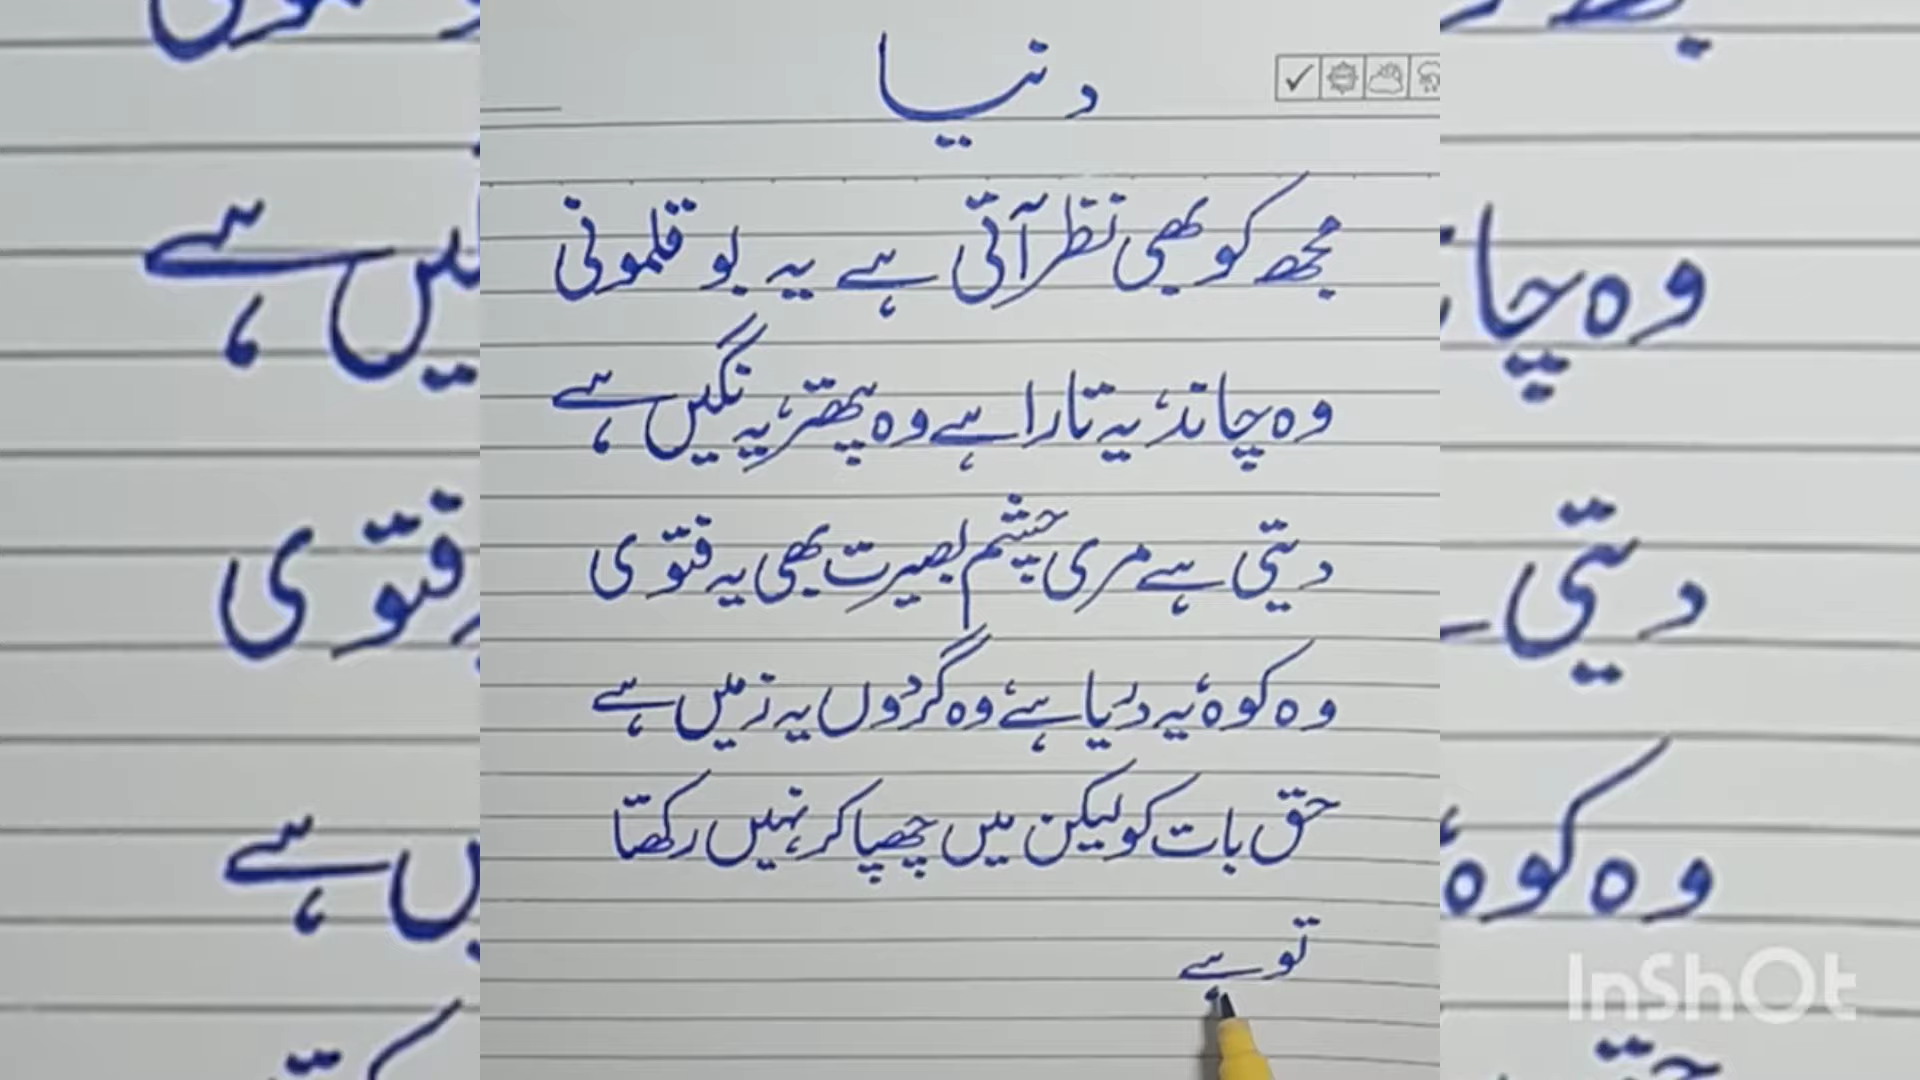 دنیا
مجھ کو بھی نظر آتی ہے یہ بوقلمونی
وہ چاند، یہ تارا ہے وہ پتھر، یہ نگیں ہے
دیتی ہے مری چشم بصیرت بھی یہ فتوی
وہ کوہ، یہ دریا ہے، وہ گردوں یہ زمیں ہے
حق بات کو لیکن میں چھپا کر نہیں رکھتا
تو ہے
InShOt